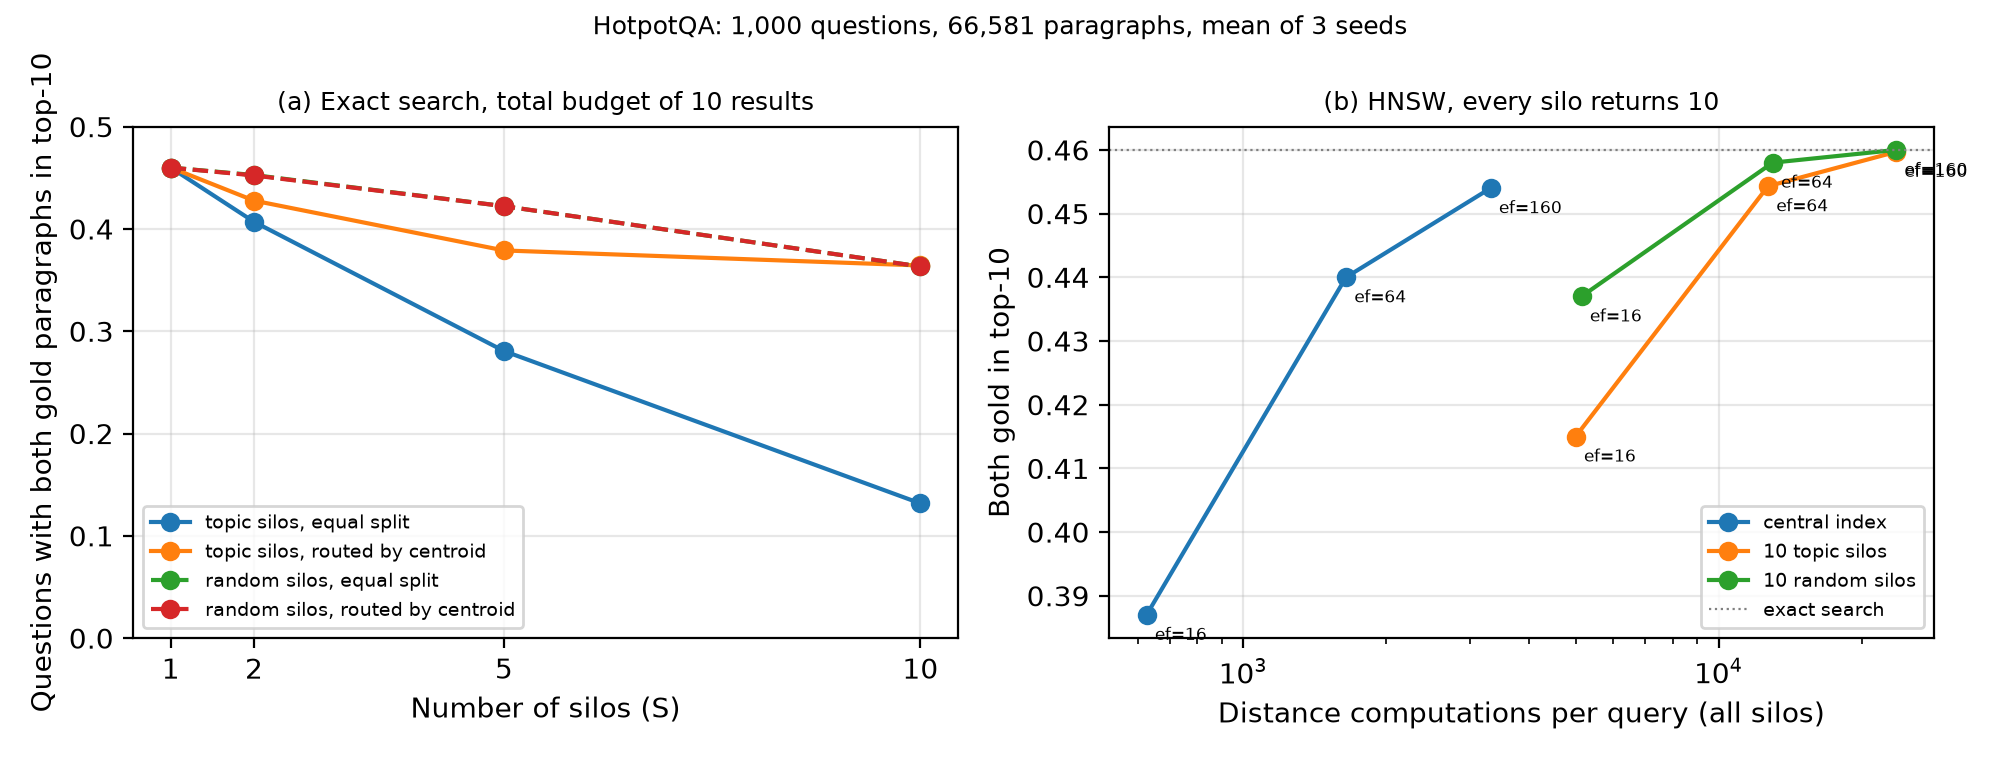 HotpotQA: 1,000 questions, 66,581 paragraphs, mean of 3 seeds
(a) Exact search, total budget of 10 results
Questions with both gold paragraphs in top-10
0.5
0.4
0.3
0.2
0.1
0.0
topic silos, equal split
topic silos, routed by centroid
random silos, equal split
random silos, routed by centroid
1
2
5
10
Number of silos (S)
(b) HNSW, every silo returns 10
Both gold in top-10
0.46
0.45
0.44
0.43
0.42
0.41
0.40
0.39
ef=160
ef=160
ef=64
ef=64
ef=160
ef=64
ef=16
ef=16
ef=16
central index
10 topic silos
10 random silos
exact search
10³
10⁴
Distance computations per query (all silos)